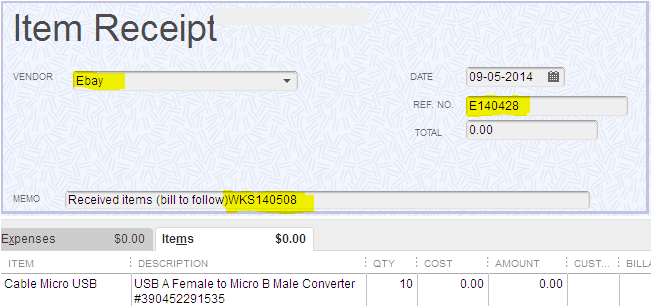 Item Receipt
VENDOR Ebay DATE 09-05-2014
REF. NO. E140428
TOTAL 0.00
MEMO Received items (bill to follow)WKS140508
Expenses $0.00 Items $0.00
ITEM DESCRIPTION QTY COST AMOUNT CUST... BILLA
Cable Micro USB USB A Female to Micro B Male Converter 10 0.00 0.00
#390452291535